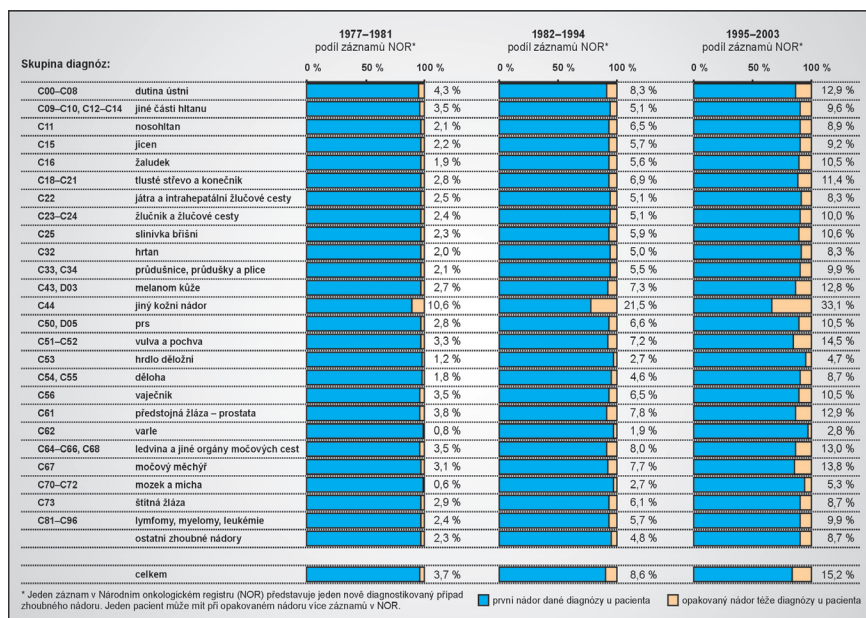 1977–1981 1982–1994 1995–2003
podíl záznamů NOR* podíl záznamů NOR* podíl záznamů NOR*
Skupina diagnóz: 0 % 50 % 100 % 0 % 50 % 100 % 0 % 50 % 100 %
C00–C08 dutina ústní 4,3 % 8,3 % 12,9 %
C09–C10, C12–C14 jiné části hltanu 3,5 % 5,1 % 9,6 %
C11 nosohltan 2,1 % 6,5 % 8,9 %
C15 jícen 2,2 % 5,7 % 9,2 %
C16 žaludek 1,9 % 5,6 % 10,5 %
C18–C21 tlusté střevo a konečník 2,8 % 6,9 % 11,4 %
C22 játra a intrahepatální žlučové cesty 2,5 % 5,1 % 8,3 %
C23–C24 žlučník a žlučové cesty 2,4 % 5,1 % 10,0 %
C25 slinivka břišní 2,3 % 5,9 % 10,6 %
C32 hrtan 2,0 % 5,0 % 8,3 %
C33, C34 průdušnice, průdušky a plíce 2,1 % 5,5 % 9,9 %
C43, D03 melanom kůže 2,7 % 7,3 % 12,8 %
C44 jiný kožní nádor 10,6 % 21,5 % 33,1 %
C50, D05 prs 2,8 % 6,6 % 10,5 %
C51–C52 vulva a pochva 3,3 % 7,2 % 14,5 %
C53 hrdlo děložní 1,2 % 2,7 % 4,7 %
C54, C55 děloha 1,8 % 4,6 % 8,7 %
C56 vaječník 3,5 % 6,5 % 10,5 %
C61 předstojná žláza – prostata 3,8 % 7,8 % 12,9 %
C62 varle 0,8 % 1,9 % 2,8 %
C64–C66, C68 ledvina a jiné orgány močových cest 3,5 % 8,0 % 13,0 %
C67 močový měchýř 3,1 % 7,7 % 13,8 %
C70–C72 mozek a mícha 0,6 % 2,7 % 5,3 %
C73 štítná žláza 2,9 % 6,1 % 8,7 %
C81–C96 lymfomy, myelomy, leukémie 2,4 % 5,7 % 9,9 %
ostatní zhoubné nádory 2,3 % 4,8 % 8,7 %
celkem 3,7 % 8,6 % 15,2 %
* Jeden záznam v Národním onkologickém registru (NOR) představuje jeden nově diagnostikovaný případ
zhoubného nádoru. Jeden pacient může mít při opakovaném nádoru více záznamů v NOR.
první nádor dané diagnózy u pacienta opakovaný nádor téže diagnózy u pacienta